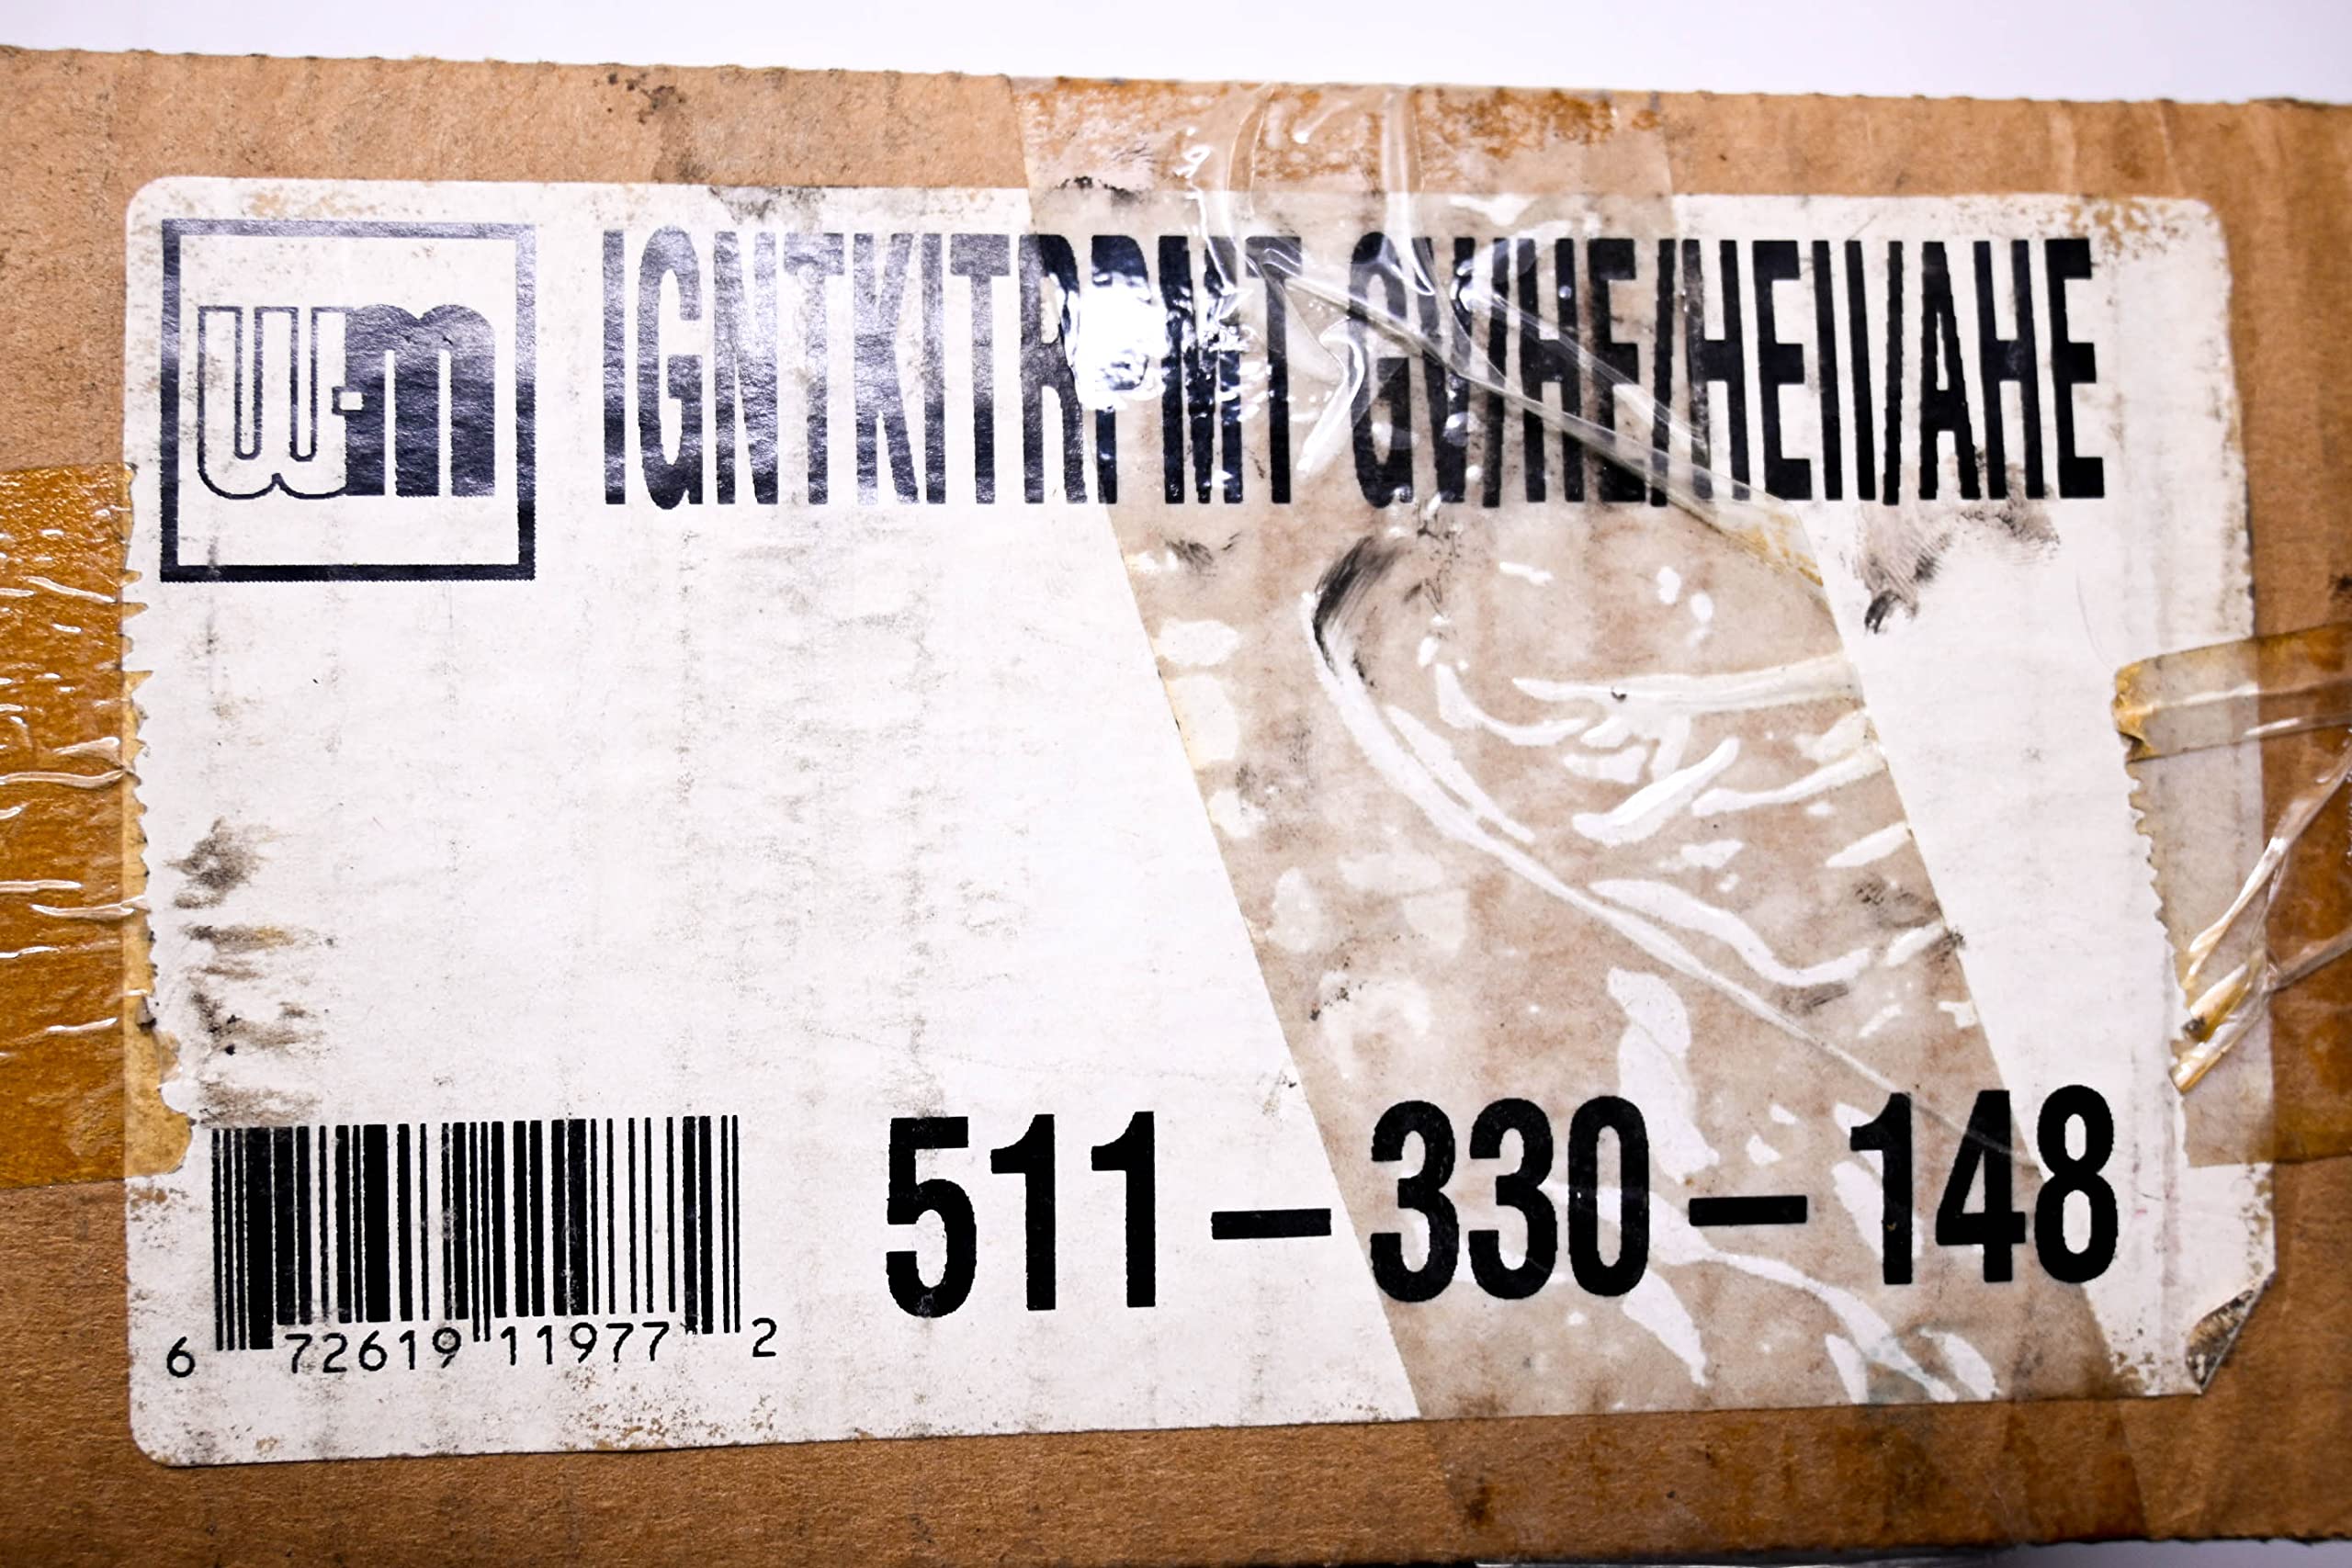 w-m
IGNTKITRPMT GV/HE/HEII/AHE
511-330-148
6 72619 11977 2